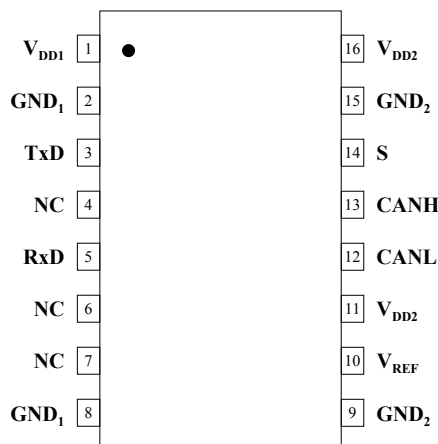 V_DD1 1 16 V_DD2
GND_1 2 15 GND_2
TxD 3 14 S
NC 4 13 CANH
RxD 5 12 CANL
NC 6 11 V_DD2
NC 7 10 V_REF
GND_1 8 9 GND_2